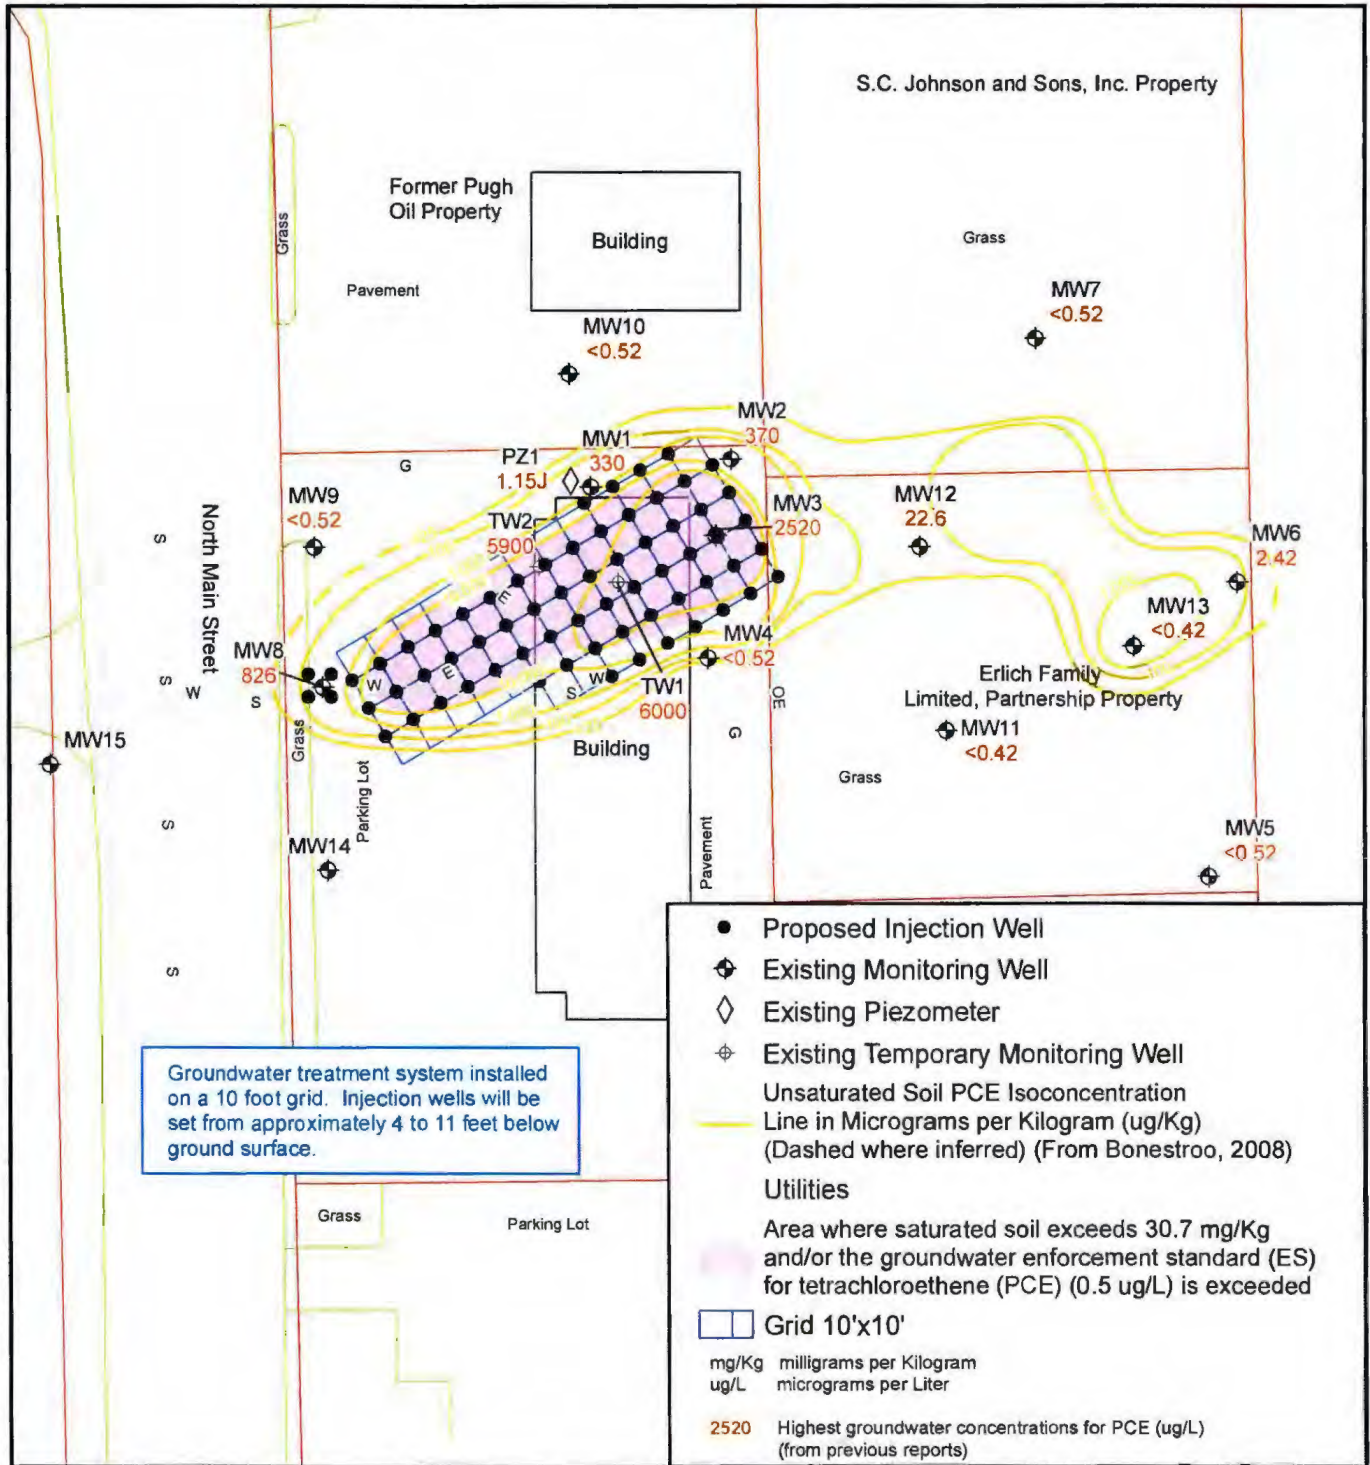 S.C. Johnson and Sons, Inc. Property
Former Pugh
Oil Property
Building
Grass
Grass
Pavement
MW7
<0.52
MW10
<0.52
MW2
370
MW1
330
G
PZ1
1.15J
MW9
<0.52
MW3
2520
MW12
22.6
TW2
5900
MW6
2.42
North Main Street
S
E
MW13
<0.42
MW8
826
MW4
<0.52
W
E
S
W
S
W
S
OE
TW1
6000
Erlich Family
Limited, Partnership Property
MW11
<0.42
MW15
Grass
Building
G
Grass
Parking Lot
Pavement
S
MW14
MW5
<0.52
S
Proposed Injection Well
Existing Monitoring Well
Existing Piezometer
Existing Temporary Monitoring Well
Unsaturated Soil PCE Isoconcentration
Line in Micrograms per Kilogram (ug/Kg)
(Dashed where inferred) (From Bonestroo, 2008)
Utilities
Area where saturated soil exceeds 30.7 mg/Kg
and/or the groundwater enforcement standard (ES)
for tetrachloroethene (PCE) (0.5 ug/L) is exceeded
Grid 10'x10'
mg/Kg milligrams per Kilogram
ug/L micrograms per Liter
2520 Highest groundwater concentrations for PCE (ug/L)
(from previous reports)
Groundwater treatment system installed
on a 10 foot grid. Injection wells will be
set from approximately 4 to 11 feet below
ground surface.
Grass
Parking Lot